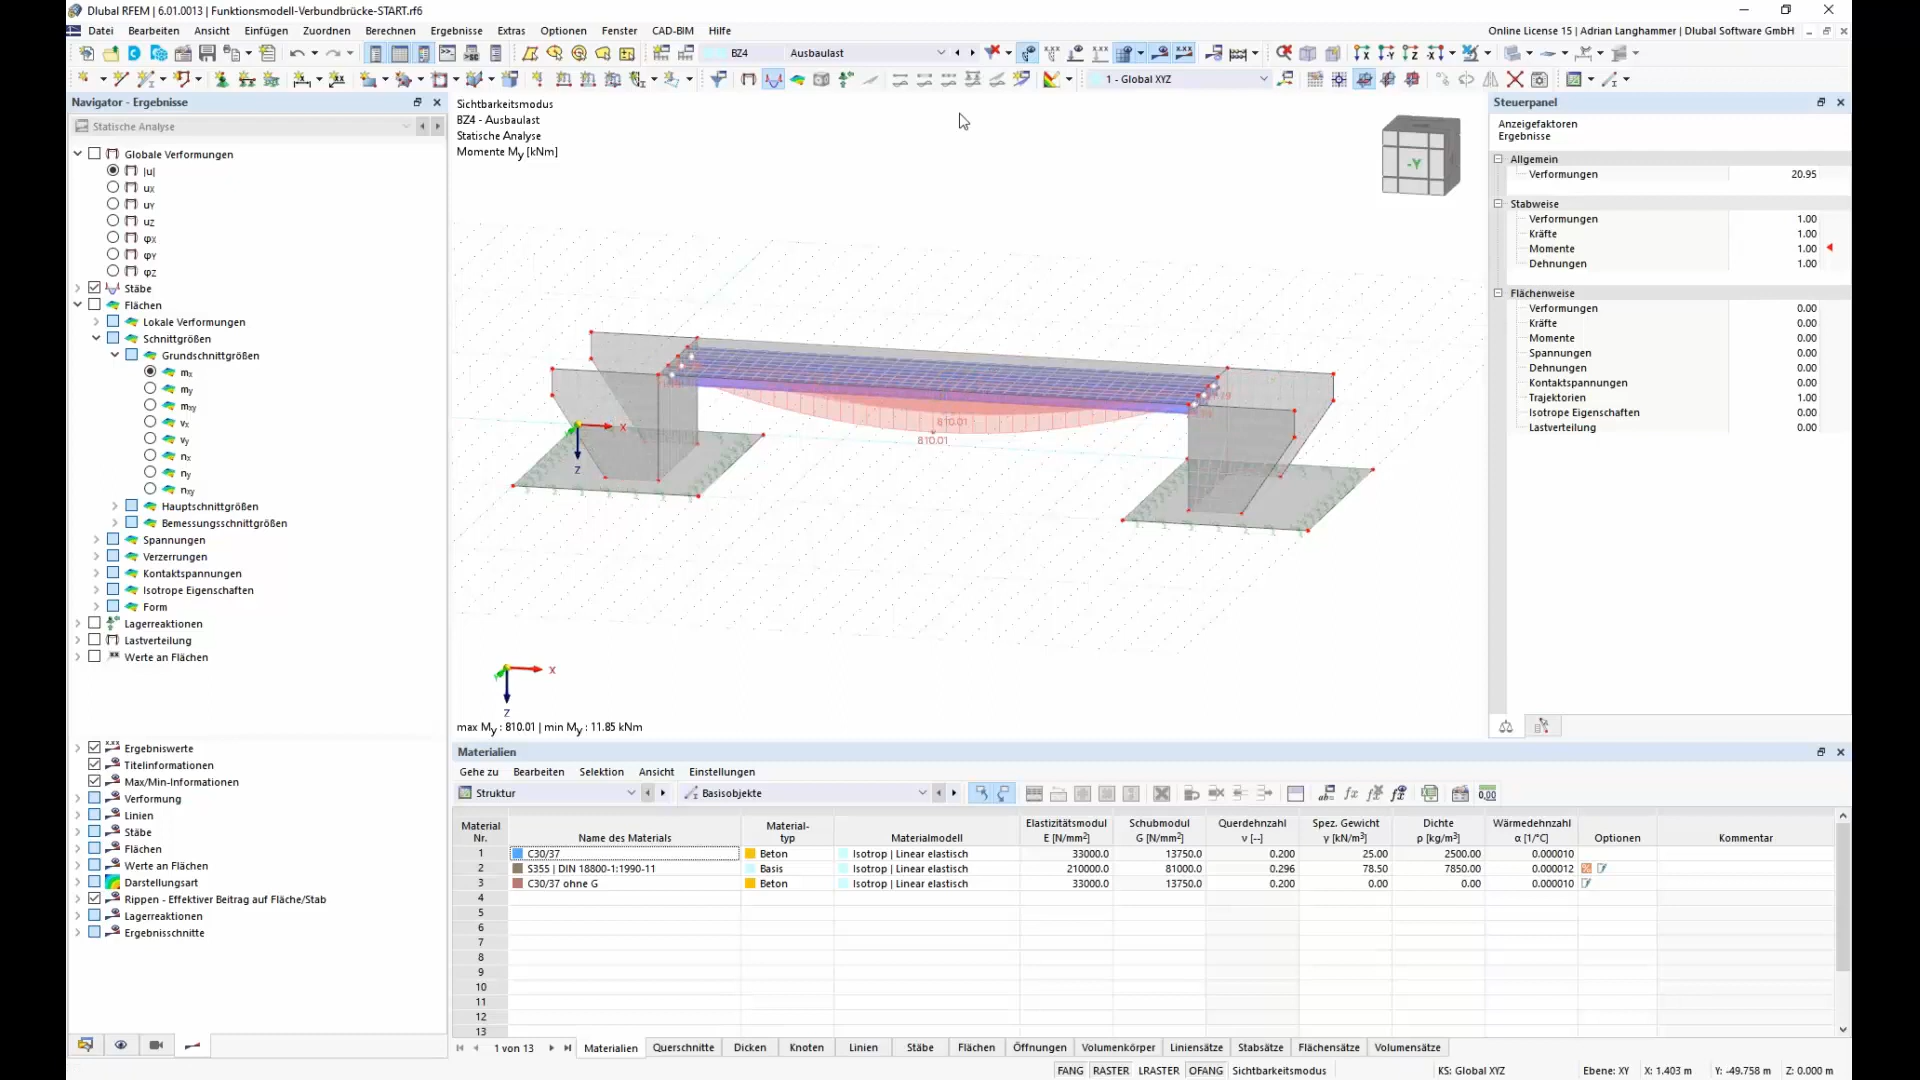 Dlubal RFEM | 6.01.0013 | Funktionsmodell-Verbundbrücke-START.rf6
Datei Bearbeiten Ansicht Einfügen Zuordnen Berechnen Ergebnisse Extras Optionen Fenster CAD-BIM Hilfe
Online License 15 | Adrian Langhammer | Dlubal Software GmbH
BZ4 Ausbaulast
1 - Global XYZ
Navigator - Ergebnisse
Statische Analyse
Globale Verformungen
|u|
uX
uY
uZ
φX
φY
φZ
Stäbe
Flächen
Lokale Verformungen
Schnittgrößen
Grundschnittgrößen
mx
my
mxy
vx
vy
nx
ny
nxy
Hauptschnittgrößen
Bemessungsschnittgrößen
Spannungen
Verzerrungen
Kontaktspannungen
Isotrope Eigenschaften
Form
Lagerreaktionen
Lastverteilung
Werte an Flächen
Ergebniswerte
Titelinformationen
Max/Min-Informationen
Verformung
Linien
Stäbe
Flächen
Werte an Flächen
Darstellungsart
Rippen - Effektiver Beitrag auf Fläche/Stab
Lagerreaktionen
Ergebnisschnitte
Sichtbarkeitsmodus
BZ4 - Ausbaulast
Statische Analyse
Momente My [kNm]
-Y
810.01
810.01
X
Z
X
Z
max My : 810.01 | min My : 11.85 kNm
Steuerpanel
Anzeigefaktoren
Ergebnisse
Allgemein
Verformungen 20.95
Stabweise
Verformungen 1.00
Kräfte 1.00
Momente 1.00
Dehnungen 1.00
Flächenweise
Verformungen 0.00
Kräfte 0.00
Momente 0.00
Spannungen 0.00
Dehnungen 0.00
Kontaktspannungen 0.00
Trajektorien 1.00
Isotrope Eigenschaften 0.00
Lastverteilung 0.00
Materialien
Gehe zu Bearbeiten Selektion Ansicht Einstellungen
Struktur Basisobjekte
Material Nr. Name des Materials Material-typ Materialmodell Elastizitätsmodul E [N/mm²] Schubmodul G [N/mm²] Querdehnzahl ν [--] Spez. Gewicht γ [kN/m³] Dichte ρ [kg/m³] Wärmedehnzahl α [1/°C] Optionen Kommentar
1 C30/37 Beton Isotrop | Linear elastisch 33000.0 13750.0 0.200 25.00 2500.00 0.000010
2 S355 | DIN 18800-1:1990-11 Basis Isotrop | Linear elastisch 210000.0 81000.0 0.296 78.50 7850.00 0.000012
3 C30/37 ohne G Beton Isotrop | Linear elastisch 33000.0 13750.0 0.200 0.00 0.00 0.000010
4
5
6
7
8
9
10
11
12
13
1 von 13 Materialien Querschnitte Dicken Knoten Linien Stäbe Flächen Öffnungen Volumenkörper Liniensätze Stabsätze Flächensätze Volumensätze
FANG RASTER LRASTER OFANG Sichtbarkeitsmodus KS: Global XYZ Ebene: XY X: 1.403 m Y: -49.758 m Z: 0.000 m